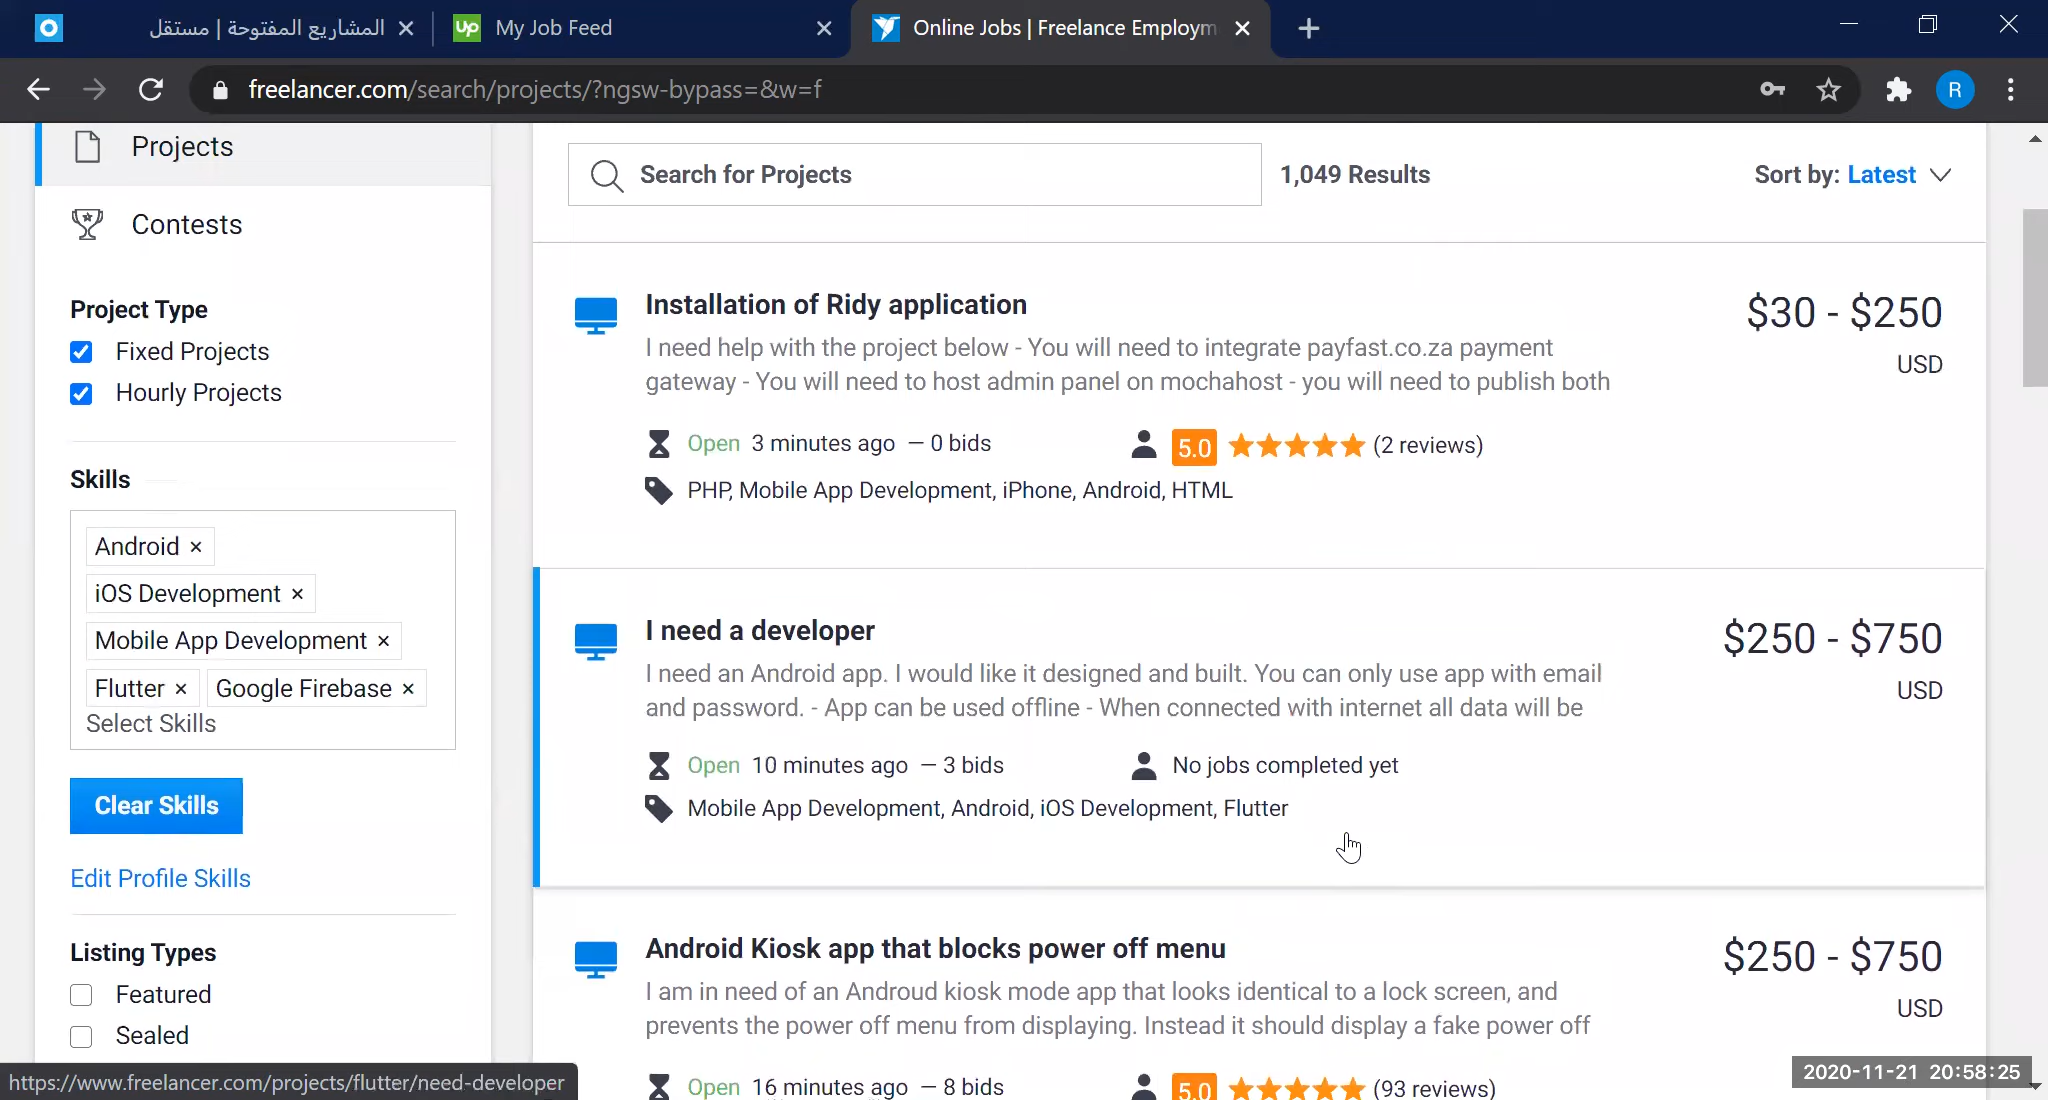 المشاريع المفتوحة | مستقل
My Job Feed
Online Jobs | Freelance Employm
freelancer.com/search/projects/?ngsw-bypass=&w=f
R
Projects
Contests
Project Type
Fixed Projects
Hourly Projects
Skills
Android ×
iOS Development ×
Mobile App Development ×
Flutter × Google Firebase ×
Select Skills
Clear Skills
Edit Profile Skills
Listing Types
Featured
Sealed
https://www.freelancer.com/projects/flutter/need-developer
Search for Projects
1,049 Results
Sort by: Latest
Installation of Ridy application
$30 - $250
USD
I need help with the project below - You will need to integrate payfast.co.za payment
gateway - You will need to host admin panel on mochahost - you will need to publish both
Open 3 minutes ago — 0 bids
5.0 (2 reviews)
PHP, Mobile App Development, iPhone, Android, HTML
I need a developer
$250 - $750
USD
I need an Android app. I would like it designed and built. You can only use app with email
and password. - App can be used offline - When connected with internet all data will be
Open 10 minutes ago — 3 bids
No jobs completed yet
Mobile App Development, Android, iOS Development, Flutter
Android Kiosk app that blocks power off menu
$250 - $750
USD
I am in need of an Androud kiosk mode app that looks identical to a lock screen, and
prevents the power off menu from displaying. Instead it should display a fake power off
Open 16 minutes ago — 8 bids
5.0 (93 reviews)
2020-11-21 20:58:25